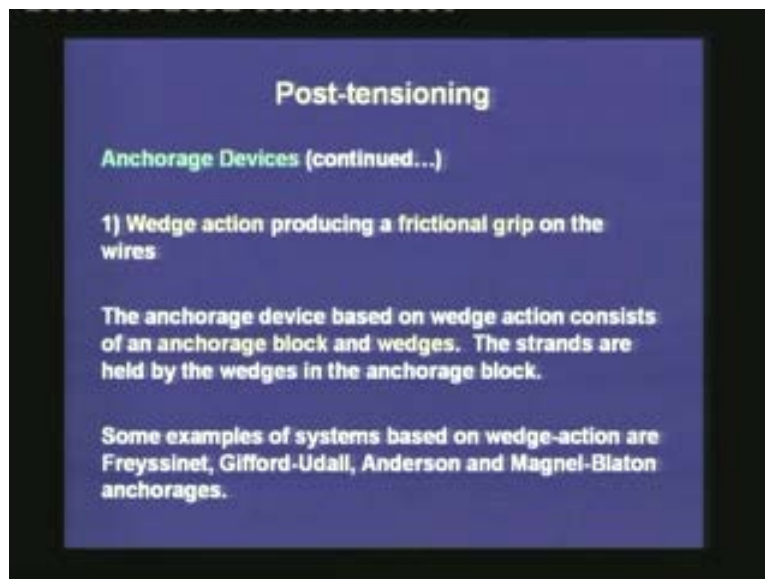 Post-tensioning
Anchorage Devices (continued...)
1) Wedge action producing a frictional grip on the
wires
The anchorage device based on wedge action consists
of an anchorage block and wedges. The strands are
held by the wedges in the anchorage block.
Some examples of systems based on wedge-action are
Freyssinet, Gifford-Udall, Anderson and Magnel-Blaton
anchorages.